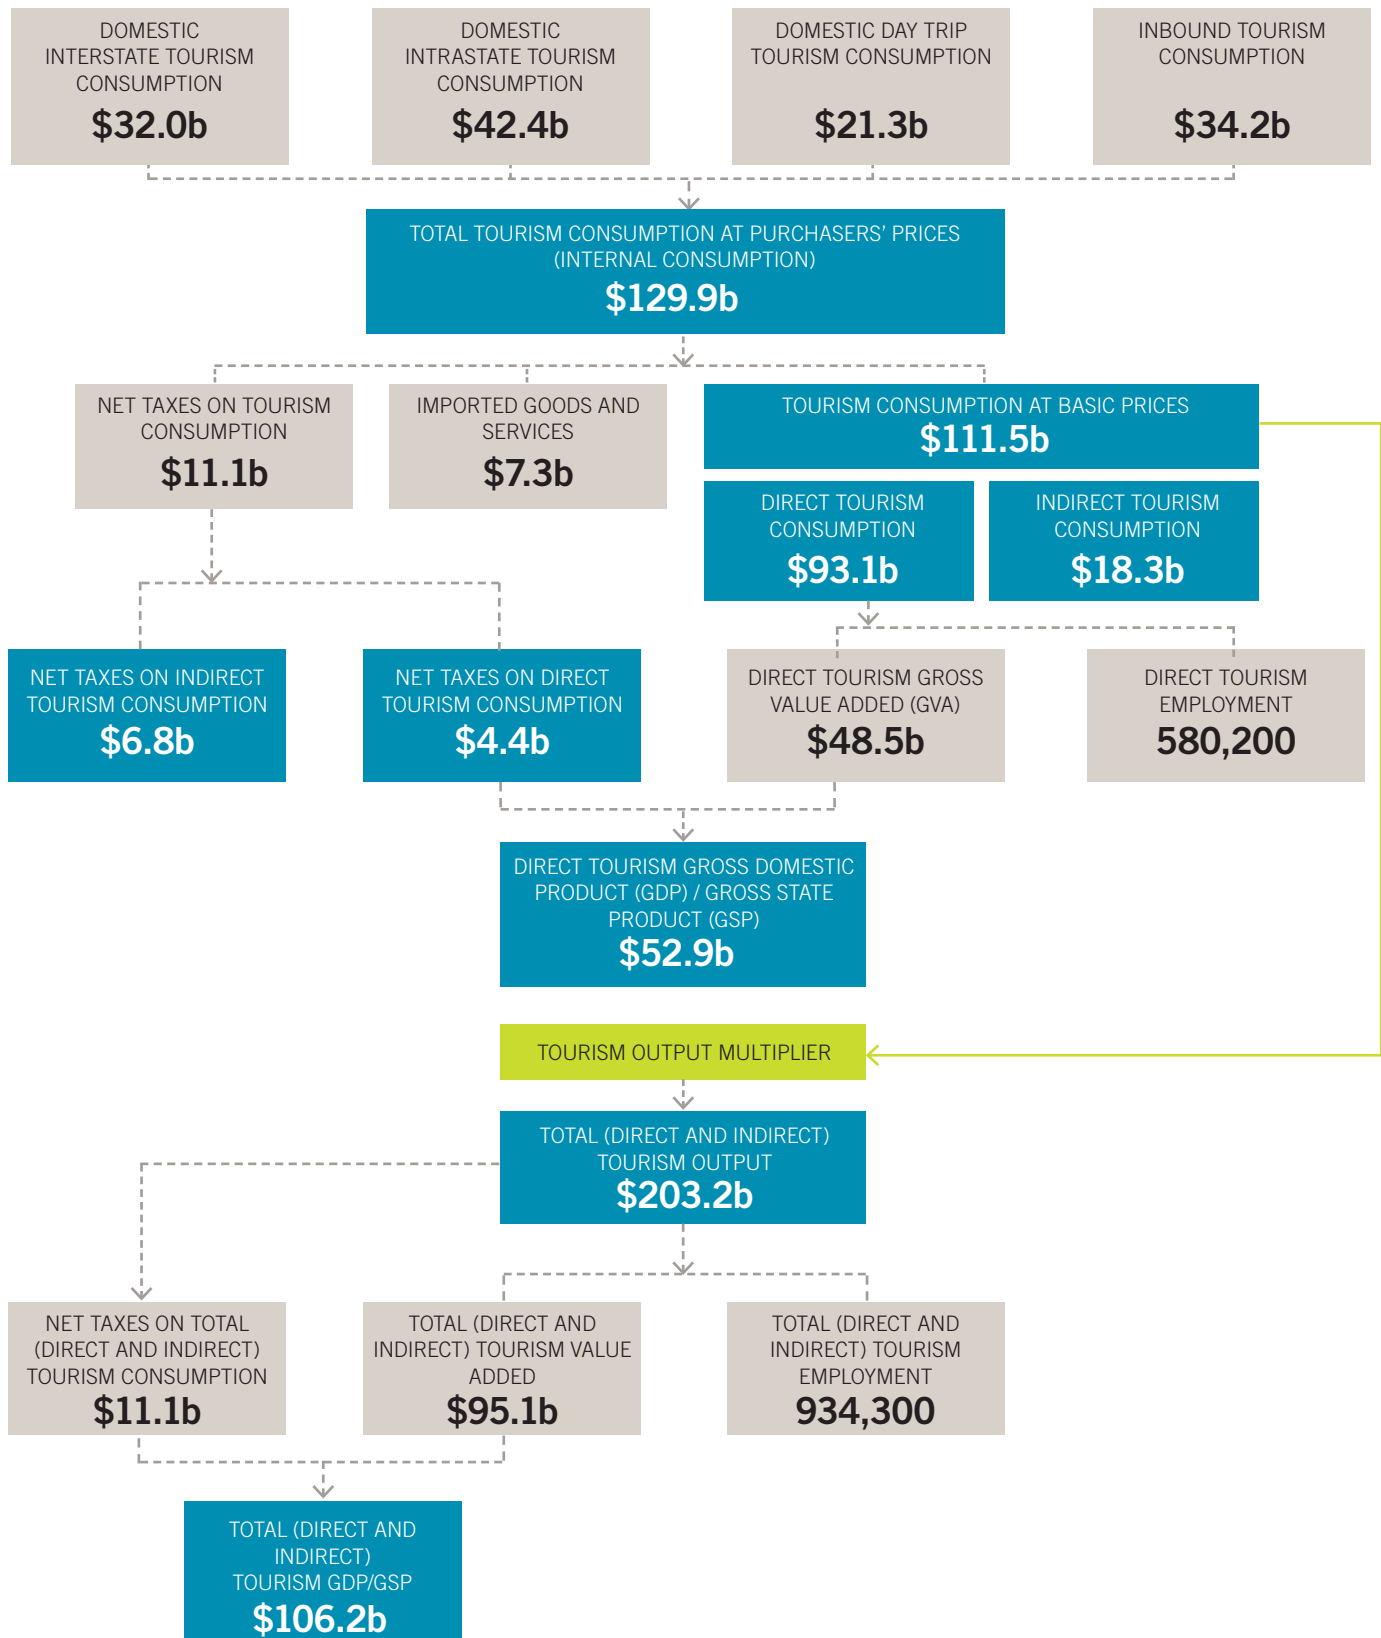 DOMESTIC
INTERSTATE TOURISM
CONSUMPTION
$32.0b
DOMESTIC
INTRASTATE TOURISM
CONSUMPTION
$42.4b
DOMESTIC DAY TRIP
TOURISM CONSUMPTION
$21.3b
INBOUND TOURISM
CONSUMPTION
$34.2b
TOTAL TOURISM CONSUMPTION AT PURCHASERS’ PRICES
(INTERNAL CONSUMPTION)
$129.9b
NET TAXES ON TOURISM
CONSUMPTION
$11.1b
IMPORTED GOODS AND
SERVICES
$7.3b
TOURISM CONSUMPTION AT BASIC PRICES
$111.5b
DIRECT TOURISM
CONSUMPTION
$93.1b
INDIRECT TOURISM
CONSUMPTION
$18.3b
NET TAXES ON INDIRECT
TOURISM CONSUMPTION
$6.8b
NET TAXES ON DIRECT
TOURISM CONSUMPTION
$4.4b
DIRECT TOURISM GROSS
VALUE ADDED (GVA)
$48.5b
DIRECT TOURISM
EMPLOYMENT
580,200
DIRECT TOURISM GROSS DOMESTIC
PRODUCT (GDP) / GROSS STATE
PRODUCT (GSP)
$52.9b
TOURISM OUTPUT MULTIPLIER
TOTAL (DIRECT AND INDIRECT)
TOURISM OUTPUT
$203.2b
NET TAXES ON TOTAL
(DIRECT AND INDIRECT)
TOURISM CONSUMPTION
$11.1b
TOTAL (DIRECT AND
INDIRECT) TOURISM VALUE
ADDED
$95.1b
TOTAL (DIRECT AND
INDIRECT) TOURISM
EMPLOYMENT
934,300
TOTAL (DIRECT AND
INDIRECT)
TOURISM GDP/GSP
$106.2b